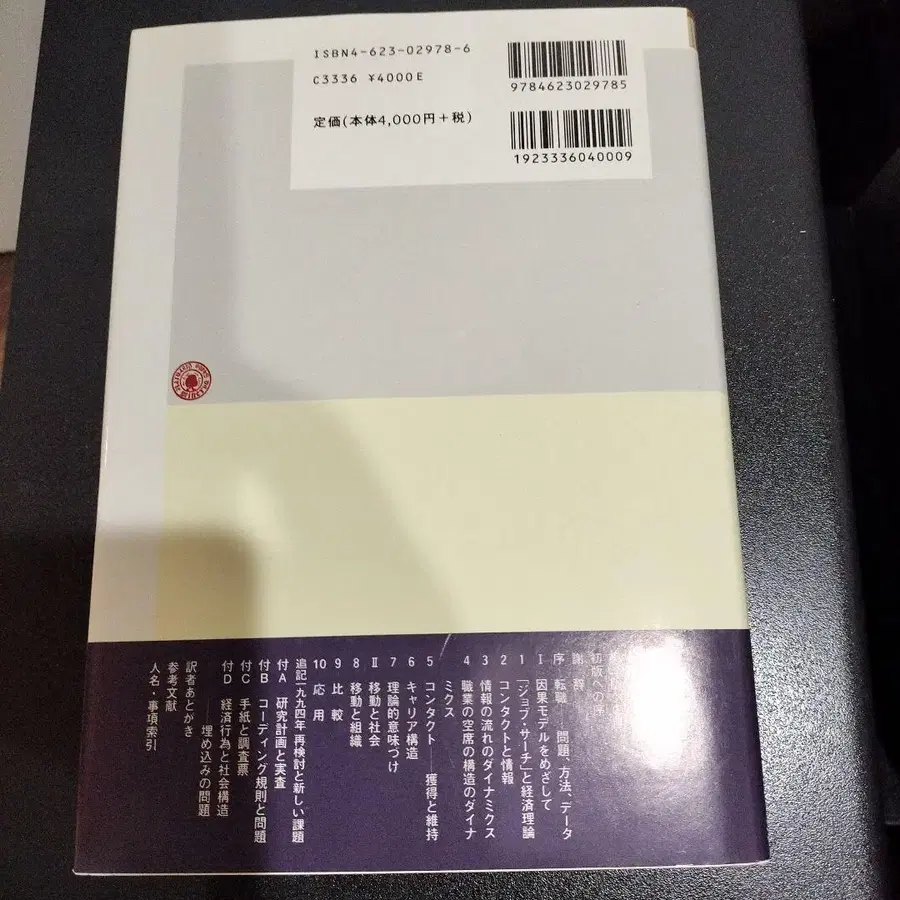 ISBN4-623-02978-6
C3336 ¥4000E
定価(本体4,000円＋税)
9784623029785
1923336040009
初版への序
謝 辞
序 転職――問題、方法、データ
Ⅰ 因果モデルをめざして
1 「ジョブ・サーチ」と経済理論
2 コンタクトと情報
3 情報の流れのダイナミクス
4 職業の空席の構造のダイナ
ミクス
5 コンタクト――獲得と維持
6 キャリア構造
7 理論的意味づけ
Ⅱ 移動と社会
8 移動と組織
9 比 較
10 応 用
追記一九九四年 再検討と新しい課題
付A 研究計画と実査
付B コーディング規則と問題
付C 手紙と調査票
付D 経済行為と社会構造
――埋め込みの問題
訳者あとがき
参考文献
人名・事項索引